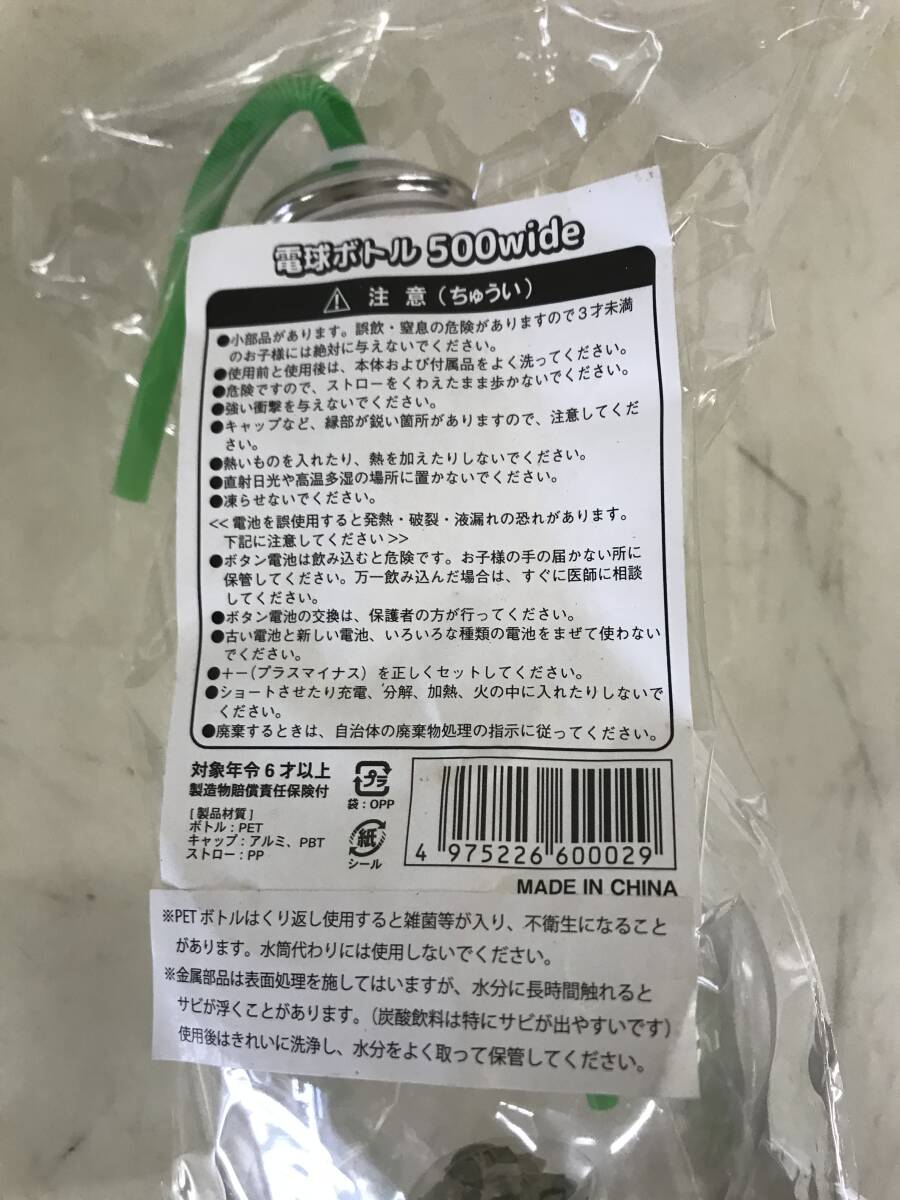 電球ボトル 500wide
注 意 (ちゅうい)
●小部品があります。誤飲・窒息の危険がありますので3才未満
のお子様には絶対に与えないでください。
●使用前と使用後は、本体および付属品をよく洗ってください。
●危険ですので、ストローをくわえたまま歩かないでください。
●強い衝撃を与えないでください。
●キャップなど、縁部が鋭い箇所がありますので、注意してくだ
さい。
●熱いものを入れたり、熱を加えたりしないでください。
●直射日光や高温多湿の場所に置かないでください。
●凍らせないでください。
<< 電池を誤使用すると発熱・破裂・液漏れの恐れがあります。
下記に注意してください >>
●ボタン電池は飲み込むと危険です。お子様の手の届かない所に
保管してください。万一飲み込んだ場合は、すぐに医師に相談
してください。
●ボタン電池の交換は、保護者の方が行ってください。
●古い電池と新しい電池、いろいろな種類の電池をまぜて使わない
でください。
●+−(プラスマイナス) を正しくセットしてください。
●ショートさせたり充電、分解、加熱、火の中に入れたりしないで
ください。
●廃棄するときは、自治体の廃棄物処理の指示に従ってください。
対象年令6才以上
製造物賠償責任保険付
[ 製品材質 ]
ボトル : PET
キャップ : アルミ、PBT
ストロー : PP
プラ
袋 : OPP
紙
シール
4 975226 600029
MADE IN CHINA
※PETボトルはくり返し使用すると雑菌等が入り、不衛生になること
があります。水筒代わりには使用しないでください。
※金属部品は表面処理を施してはいますが、水分に長時間触れると
サビが浮くことがあります。(炭酸飲料は特にサビが出やすいです)
使用後はきれいに洗浄し、水分をよく取って保管してください。